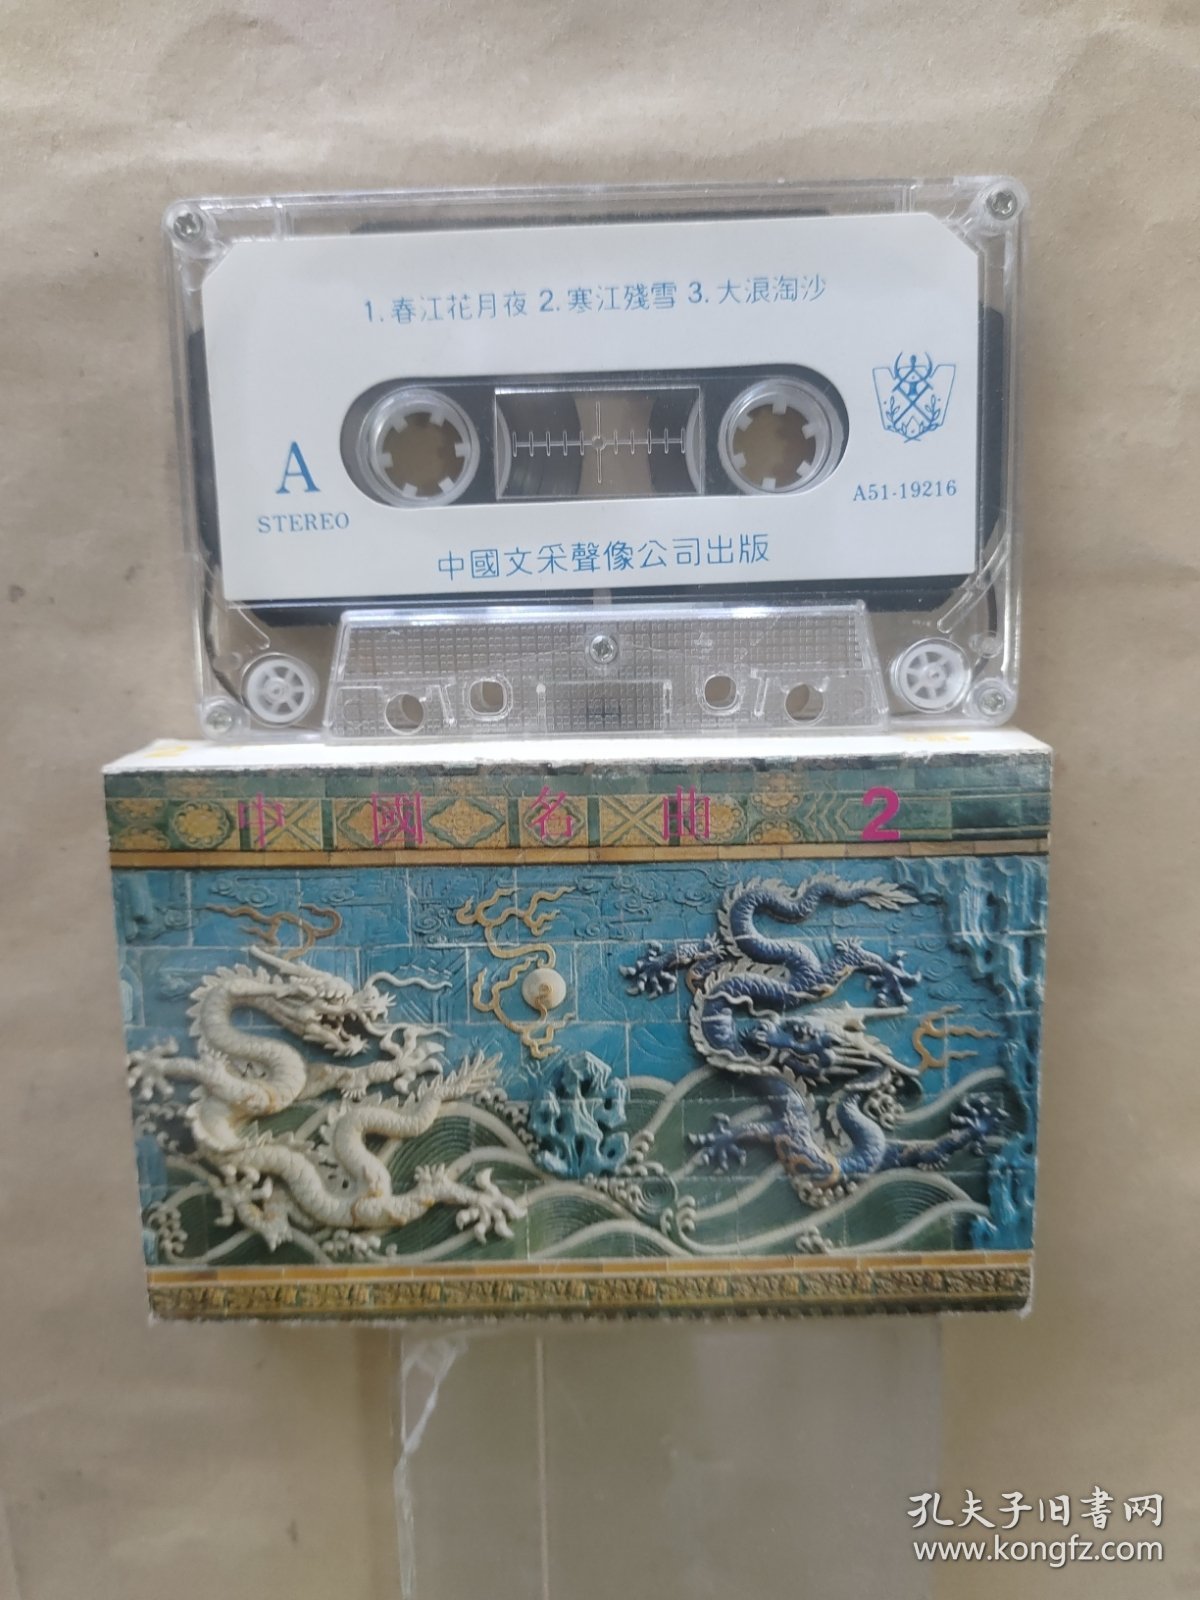 1.春江花月夜 2.寒江殘雪 3.大浪淘沙
A
STEREO
A51-19216
中國文采聲像公司出版
中國名曲 2
孔夫子旧書网
www.kongfz.com